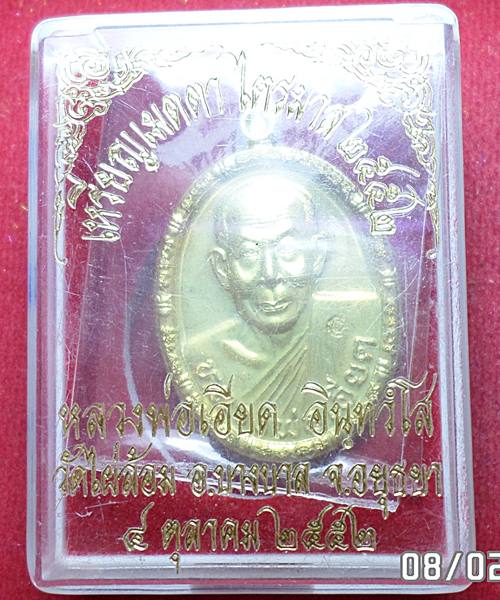 เหรียญเมตตา ไตรมาส ๒๕๕๒
หลวงพ่อเอียด อินฺทวํโส
วัดไผ่ล้อม อ.บางบาล จ.อยุธยา
๔ ตุลาคม ๒๕๕๒
08/02